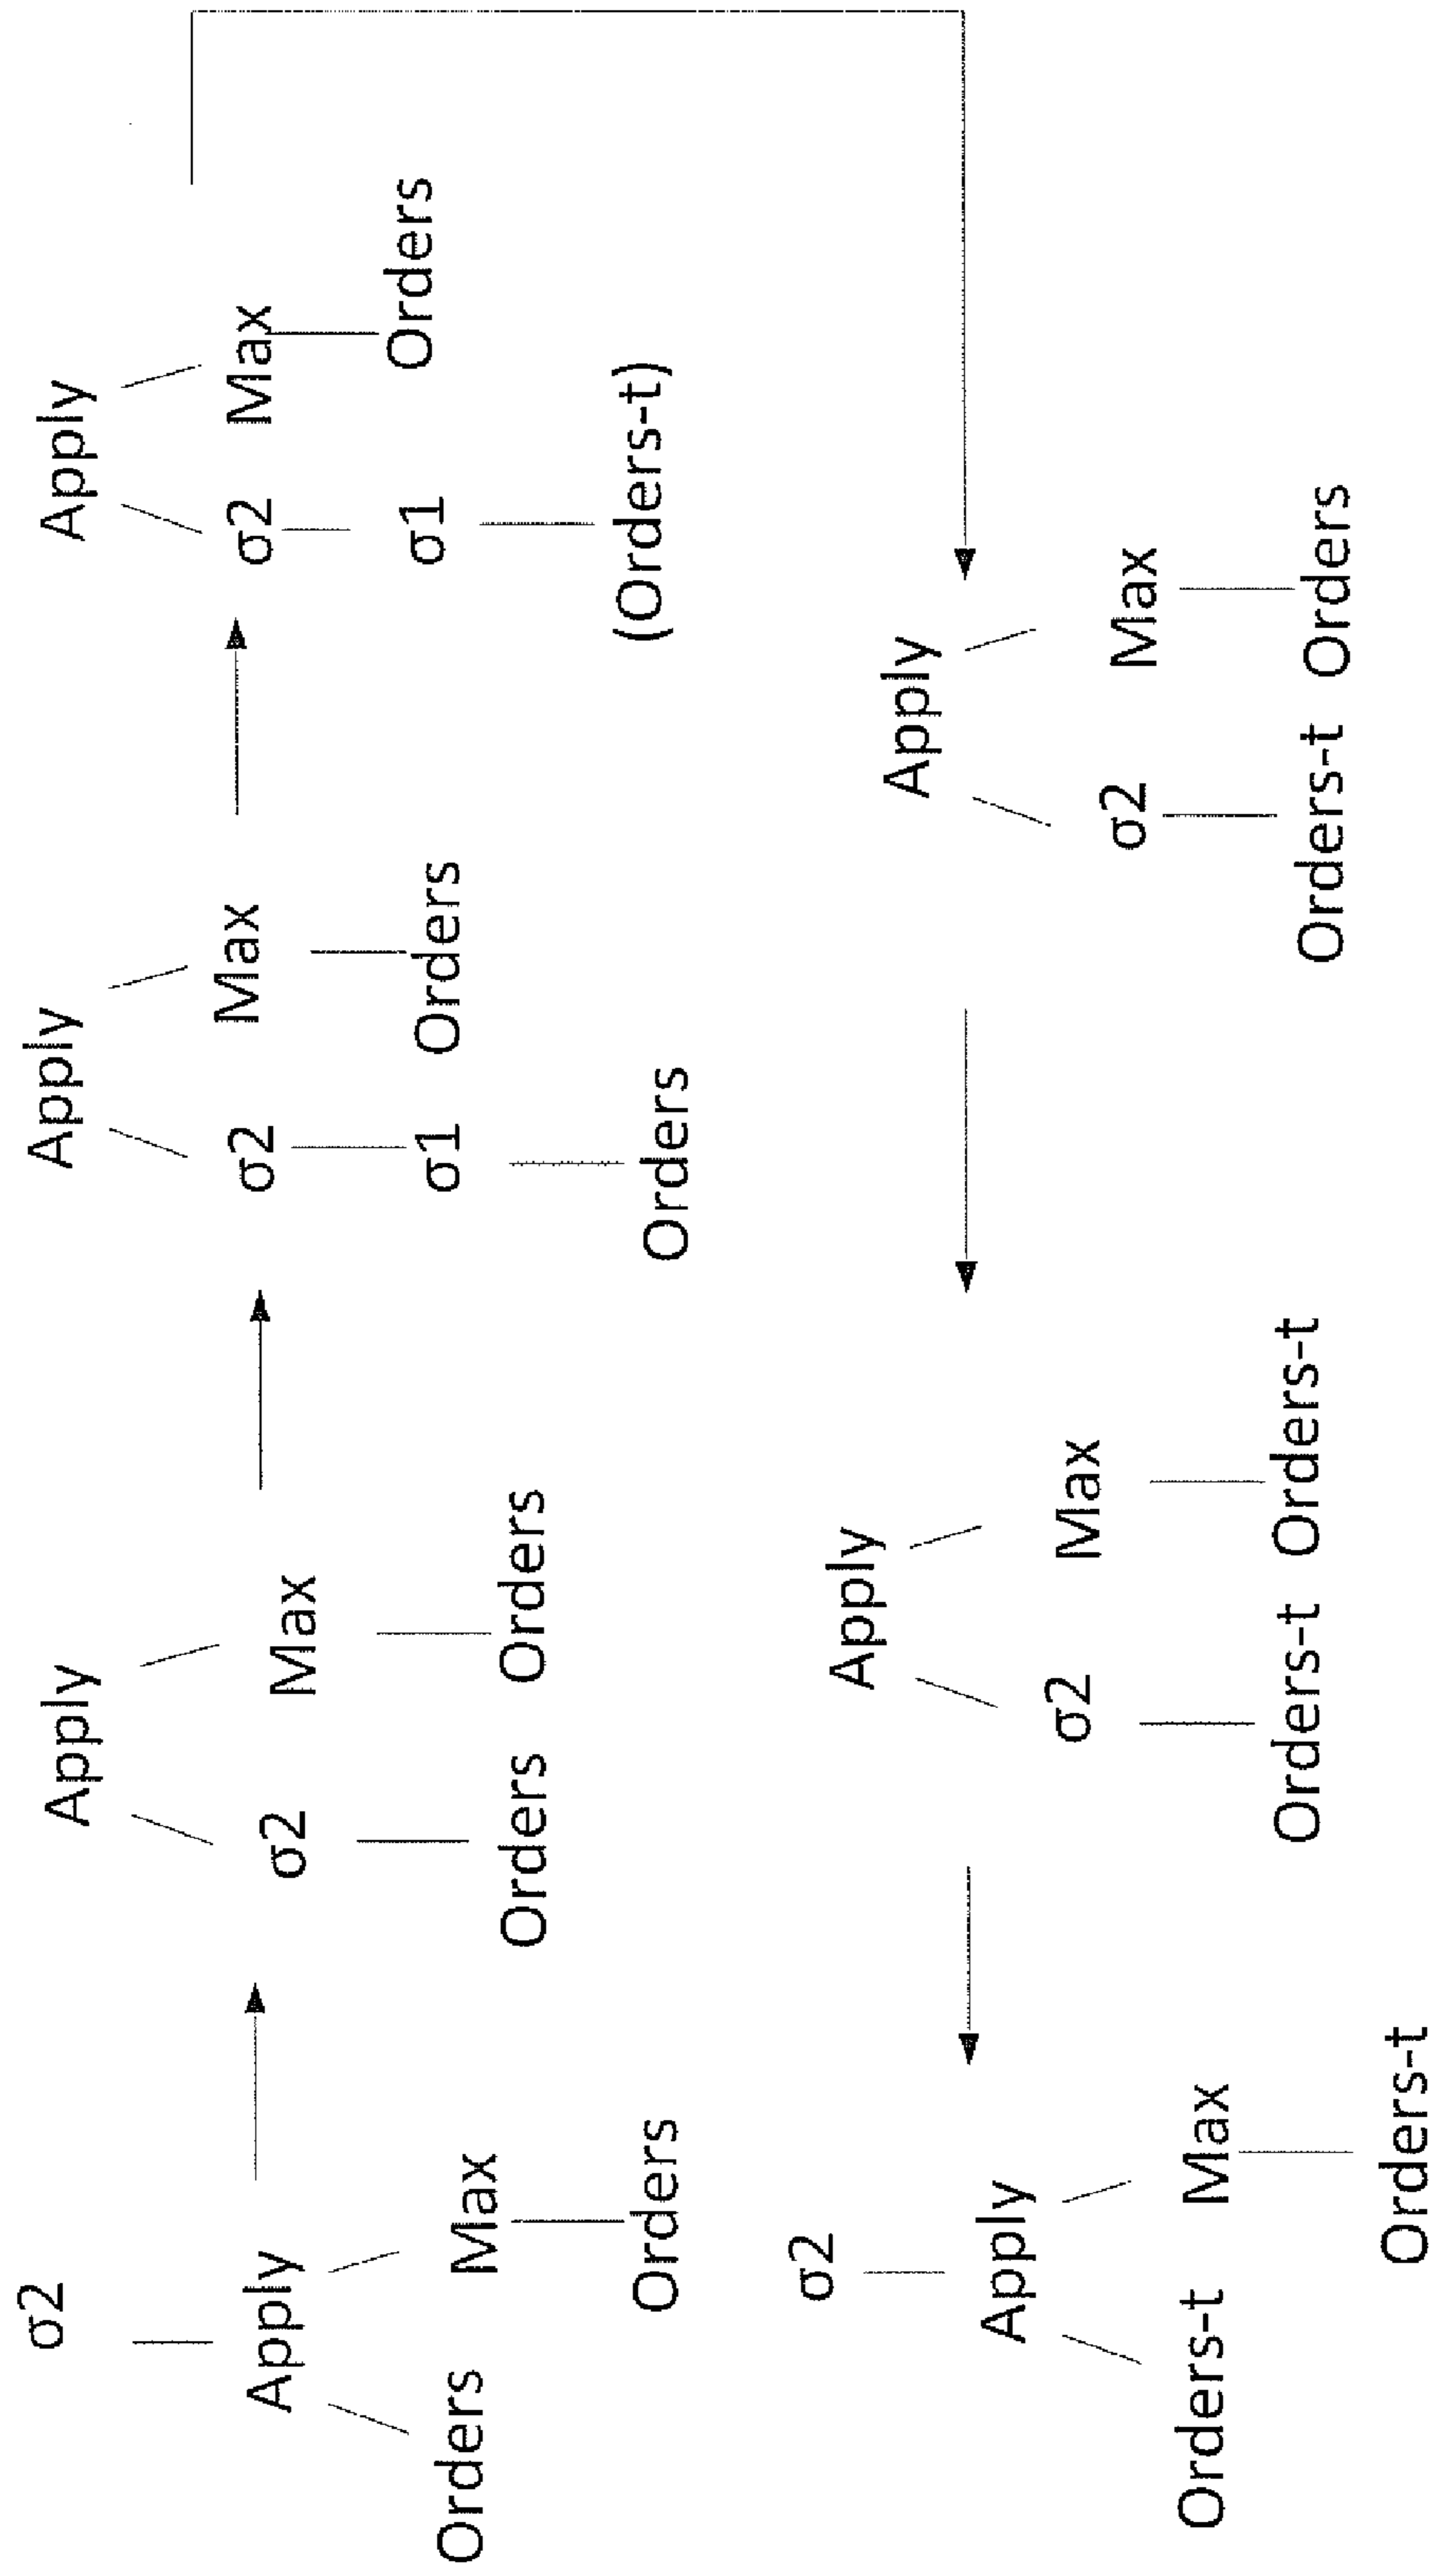 σ2
Apply
Orders Max
Orders
Apply
σ2 Max
Orders Orders
Apply
σ2 Max
σ1 Orders
Orders
Apply
σ2 Max
σ1 Orders
(Orders-t)
Apply
σ2 Max
Orders-t Orders
Apply
σ2 Max
Orders-t Orders-t
σ2
Apply
Orders-t Max
Orders-t